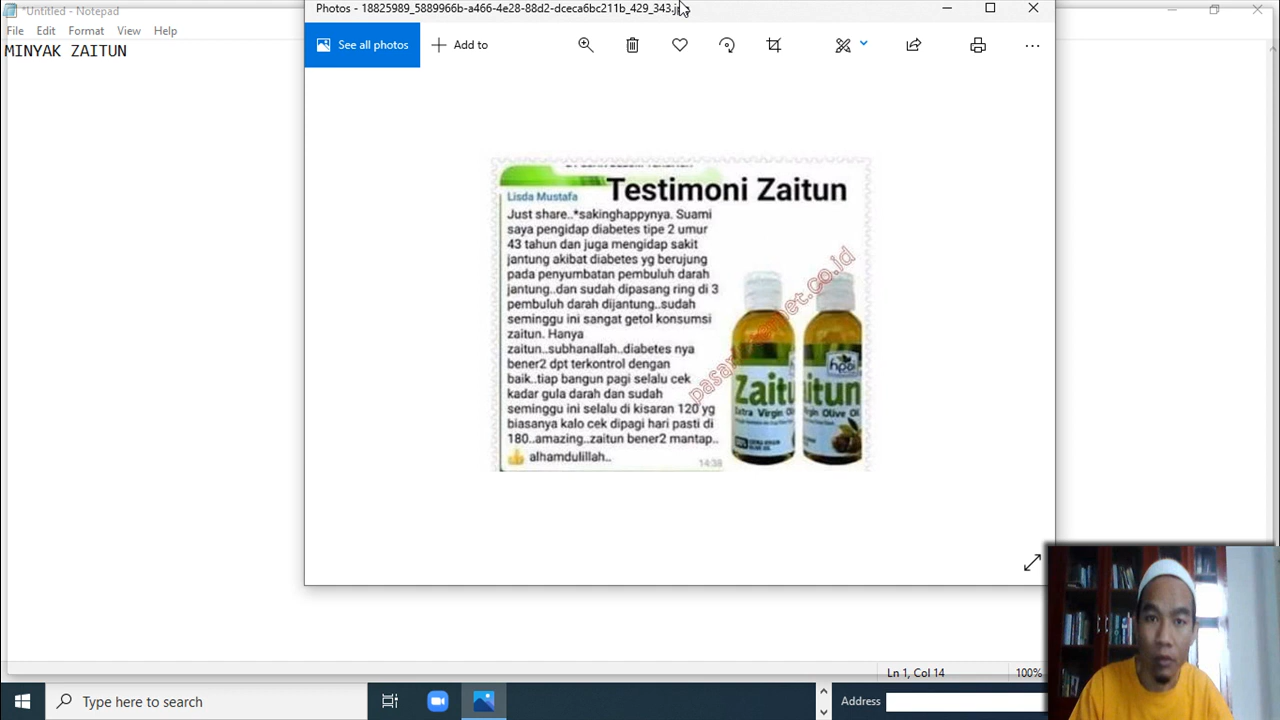 *Untitled - Notepad
File Edit Format View Help
MINYAK ZAITUN
Photos - 18825989_5889966b-a466-4e28-88d2-dceca6bc211b_429_343.j
See all photos
Add to
Testimoni Zaitun
Lisda Mustafa
Just share..*sakinghappynya. Suami
saya pengidap diabetes tipe 2 umur
43 tahun dan juga mengidap sakit
jantung akibat diabetes yg berujung
pada penyumbatan pembuluh darah
jantung..dan sudah dipasang ring di 3
pembuluh darah dijantung..sudah
seminggu ini sangat getol konsumsi
zaitun. Hanya
zaitun..subhanallah..diabetes nya
bener2 dpt terkontrol dengan
baik..tiap bangun pagi selalu cek
kadar gula darah dan sudah
seminggu ini selalu di kisaran 120 yg
biasanya kalo cek dipagi hari pasti di
180..amazing..zaitun bener2 mantap..
alhamdulillah..
14:38
hpai
Zaitu
aitun
Extra Virgin Oli
Virgin Olive Oil
Ln 1, Col 14
100%
Type here to search
Address